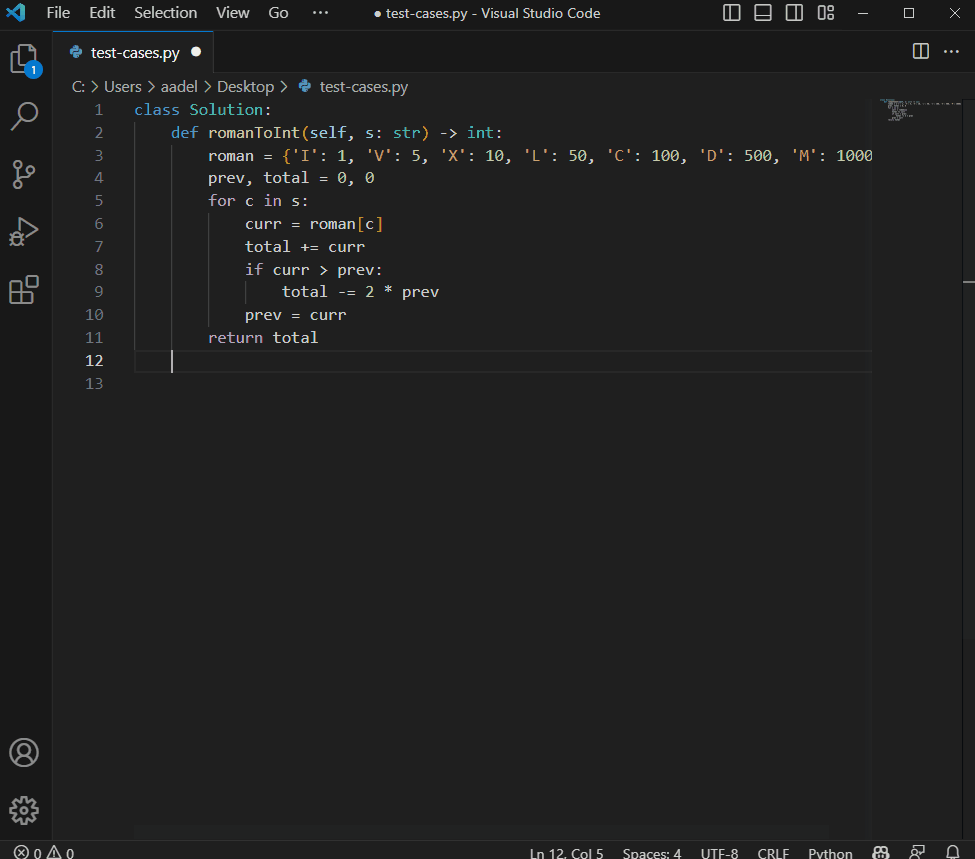 File Edit Selection View Go ··· ● test-cases.py - Visual Studio Code
test-cases.py ●
1
C: > Users > aadel > Desktop > test-cases.py
1 class Solution:
2     def romanToInt(self, s: str) -> int:
3         roman = {'I': 1, 'V': 5, 'X': 10, 'L': 50, 'C': 100, 'D': 500, 'M': 1000
4         prev, total = 0, 0
5         for c in s:
6             curr = roman[c]
7             total += curr
8             if curr > prev:
9                 total -= 2 * prev
10             prev = curr
11         return total
12
13
0 0 Ln 12, Col 5 Spaces: 4 UTF-8 CRLF Python